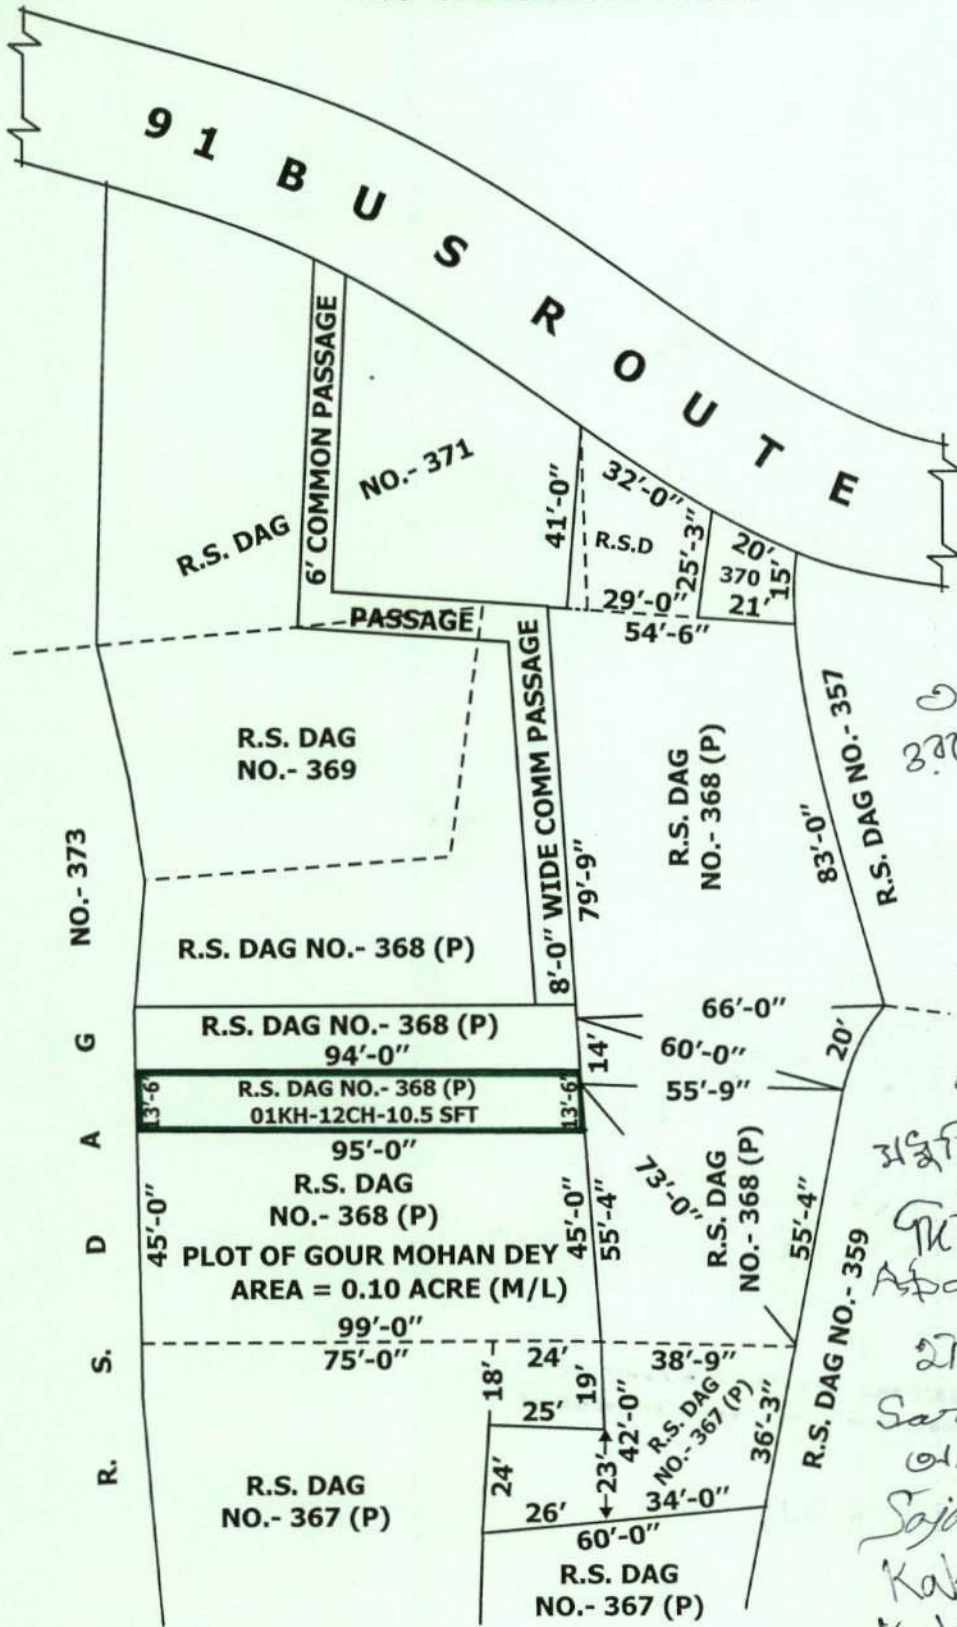 91 BUS ROUTE
6' COMMON PASSAGE
NO.- 371
R.S. DAG
41'-0"
32'-0"
R.S.D
25'-3"
29'-0"
20'
370
15'
21'
54'-6"
PASSAGE
8'-0" WIDE COMM PASSAGE
79'-9"
R.S. DAG
NO.- 369
R.S. DAG
NO.- 368 (P)
83'-0"
R.S. DAG NO.- 357
R. S. D A G NO.- 373
R.S. DAG NO.- 368 (P)
66'-0"
R.S. DAG NO.- 368 (P)
94'-0"
14'
60'-0"
20'
55'-9"
13'-6"
R.S. DAG NO.- 368 (P)
01KH-12CH-10.5 SFT
13'-6"
95'-0"
R.S. DAG
NO.- 368 (P)
45'-0"
45'-0"
55'-4"
73'-0"
R.S. DAG
NO.- 368 (P)
55'-4"
R.S. DAG NO.- 359
PLOT OF GOUR MOHAN DEY
AREA = 0.10 ACRE (M/L)
99'-0"
75'-0"
24'
38'-9"
18'
19'
25'
42'-0"
R.S. DAG
NO.- 367 (P)
36'-3"
24'
23'
R.S. DAG
NO.- 367 (P)
26'
34'-0"
60'-0"
R.S. DAG
NO.- 367 (P)